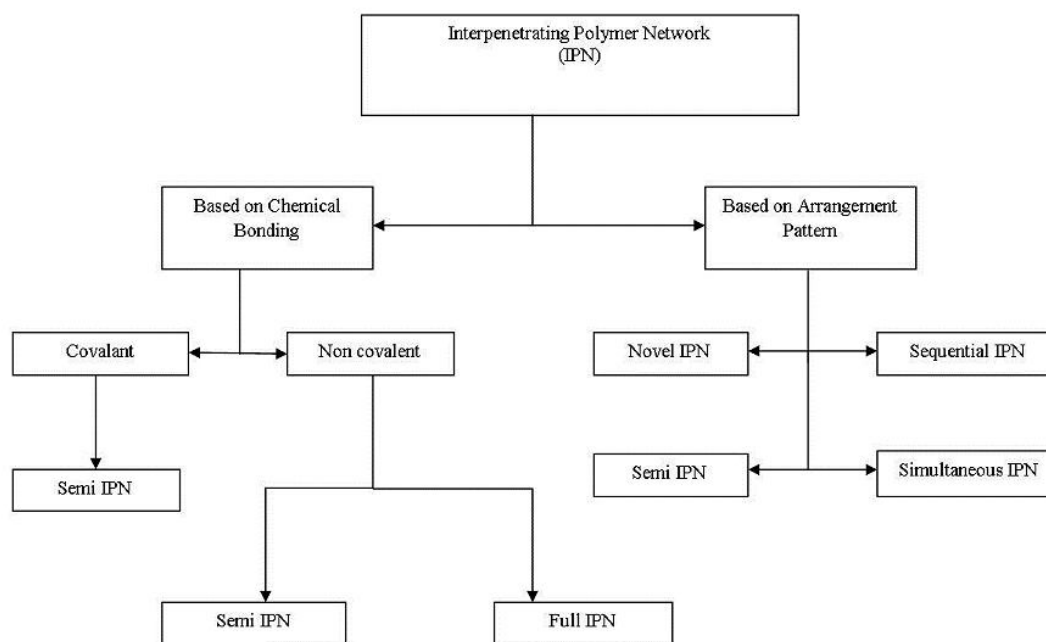 Interpenetrating Polymer Network
(IPN)
Based on Chemical
Bonding
Based on Arrangement
Pattern
Covalant
Non covalent
Novel IPN
Sequential IPN
Semi IPN
Semi IPN
Simultaneous IPN
Semi IPN
Full IPN